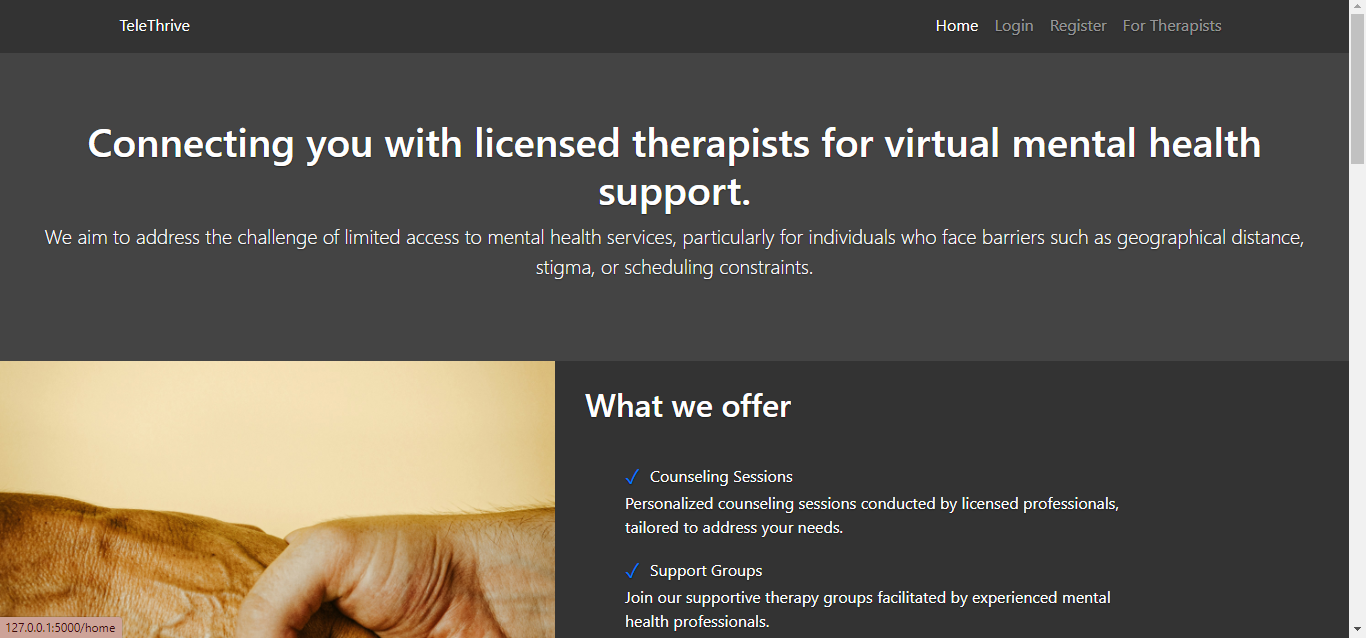 TeleThrive Home Login Register For Therapists
Connecting you with licensed therapists for virtual mental health
support.
We aim to address the challenge of limited access to mental health services, particularly for individuals who face barriers such as geographical distance,
stigma, or scheduling constraints.
What we offer
✓ Counseling Sessions
Personalized counseling sessions conducted by licensed professionals,
tailored to address your needs.
✓ Support Groups
Join our supportive therapy groups facilitated by experienced mental
health professionals.
127.0.0.1:5000/home